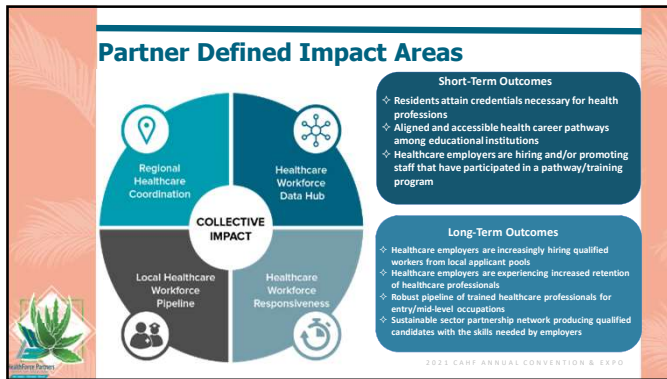 Partner Defined Impact Areas
Regional
Healthcare
Coordination
Healthcare
Workforce
Data Hub
COLLECTIVE
IMPACT
Local Healthcare
Workforce
Pipeline
Healthcare
Workforce
Responsiveness
Short-Term Outcomes
✧ Residents attain credentials necessary for health
professions
✧ Aligned and accessible health career pathways
among educational institutions
✧ Healthcare employers are hiring and/or promoting
staff that have participated in a pathway/training
program
Long-Term Outcomes
✧ Healthcare employers are increasingly hiring qualified
workers from local applicant pools
✧ Healthcare employers are experiencing increased retention
of healthcare professionals
✧ Robust pipeline of trained healthcare professionals for
entry/mid-level occupations
✧ Sustainable sector partnership network producing qualified
candidates with the skills needed by employers
HealthForce Partners
2021 CAHF ANNUAL CONVENTION & EXPO